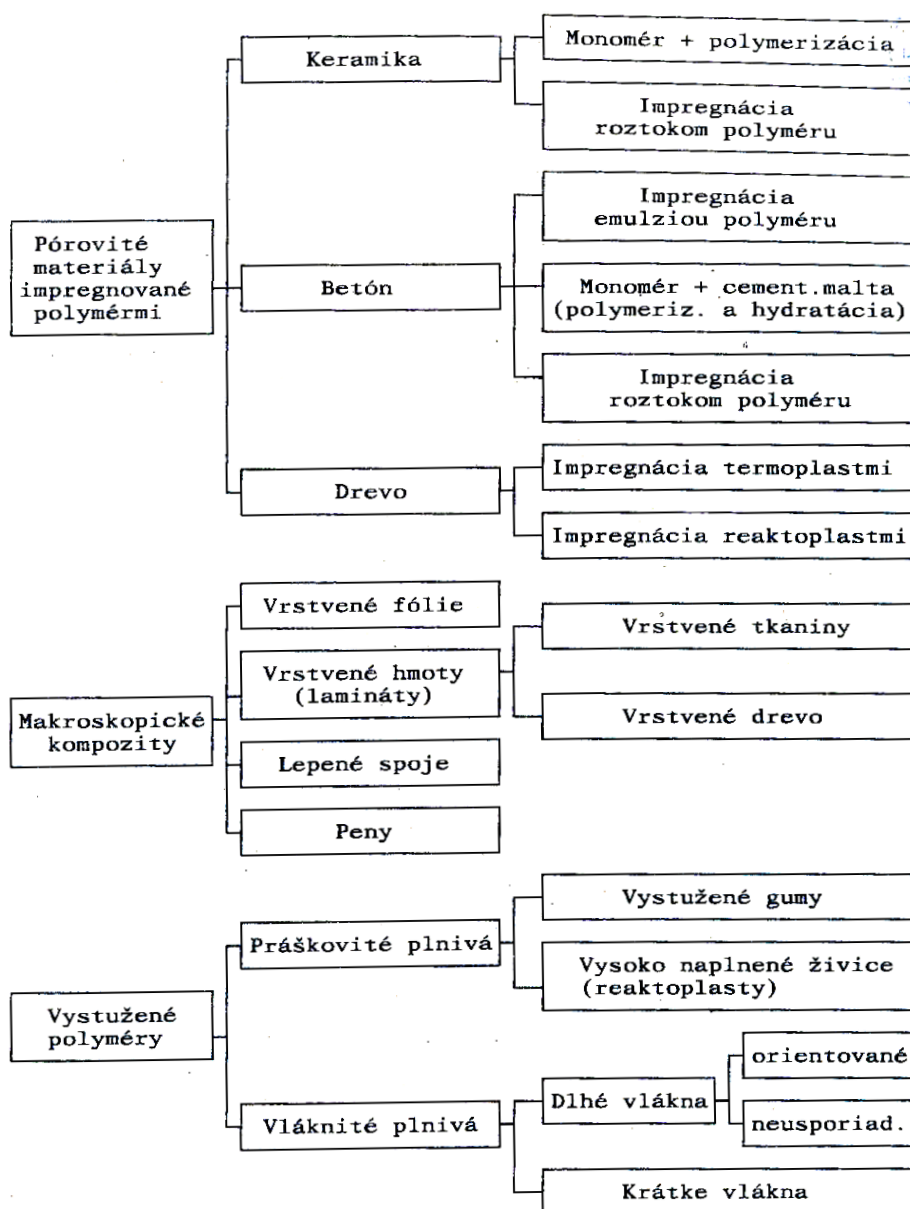 Pórovité
materiály
impregnované
polymérmi
Keramika
Monomér + polymerizácia
Impregnácia
roztokom polyméru
Betón
Impregnácia
emulziou polyméru
Monomér + cement.malta
(polymeriz. a hydratácia)
Impregnácia
roztokom polyméru
Drevo
Impregnácia termoplastmi
Impregnácia reaktoplastmi
Makroskopické
kompozity
Vrstvené fólie
Vrstvené hmoty
(lamináty)
Vrstvené tkaniny
Vrstvené drevo
Lepené spoje
Peny
Vystužené
polyméry
Práškovité plnivá
Vystužené gumy
Vysoko naplnené živice
(reaktoplasty)
Vláknité plnivá
Dlhé vlákna
orientované
neusporiad.
Krátke vlákna